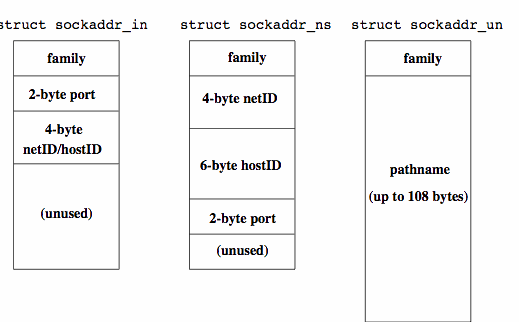 struct sockaddr_in
family
2-byte port
4-byte
netID/hostID
(unused)
struct sockaddr_ns
family
4-byte netID
6-byte hostID
2-byte port
(unused)
struct sockaddr_un
family
pathname
(up to 108 bytes)